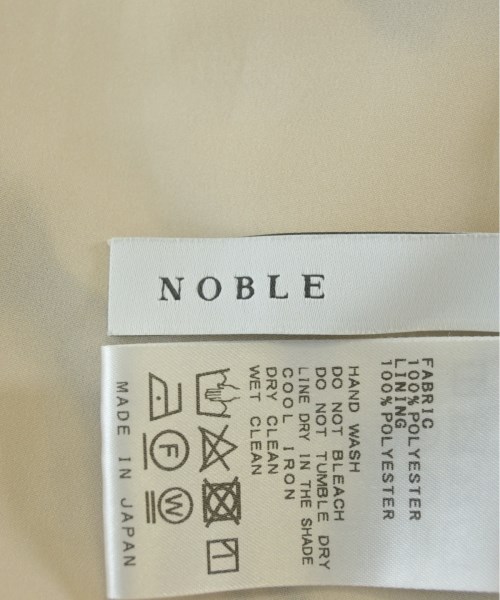 NOBLE
FABRIC
100%POLYESTER
LINING
100%POLYESTER
HAND WASH
DO NOT BLEACH
DO NOT TUMBLE DRY
LINE DRY IN THE SHADE
COOL IRON
DRY CLEAN
WET CLEAN
F
W
MADE IN JAPAN